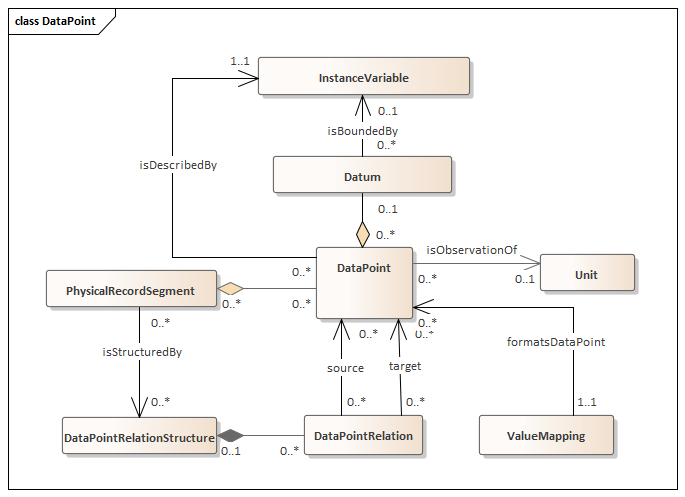 class DataPoint
1..1
InstanceVariable
0..1
isBoundedBy
0..*
isDescribedBy
Datum
0..1
0..*
isObservationOf
0..*
DataPoint
0..*
0..1
Unit
PhysicalRecordSegment
0..*
0..*
0..*
0..*
0..*
0..*
isStructuredBy
formatsDataPoint
source
target
0..*
0..*
0..*
1..1
DataPointRelationStructure
DataPointRelation
ValueMapping
0..1
0..*